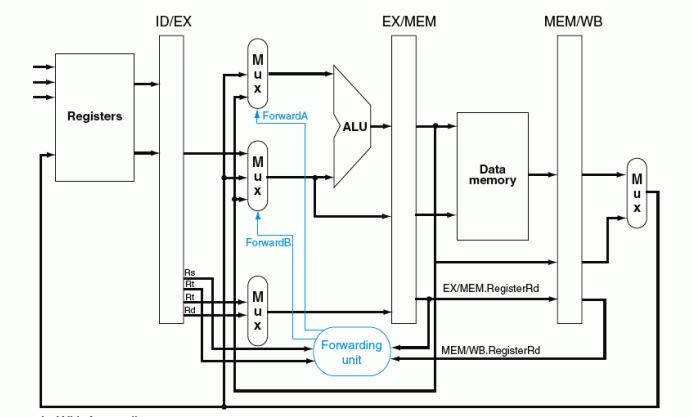 ID/EX
EX/MEM
MEM/WB
Mux
ForwardA
Registers
ALU
Mux
Data
memory
Mux
ForwardB
Rs
Rt
Rt
Rd
Mux
EX/MEM.RegisterRd
Forwarding
unit
MEM/WB.RegisterRd